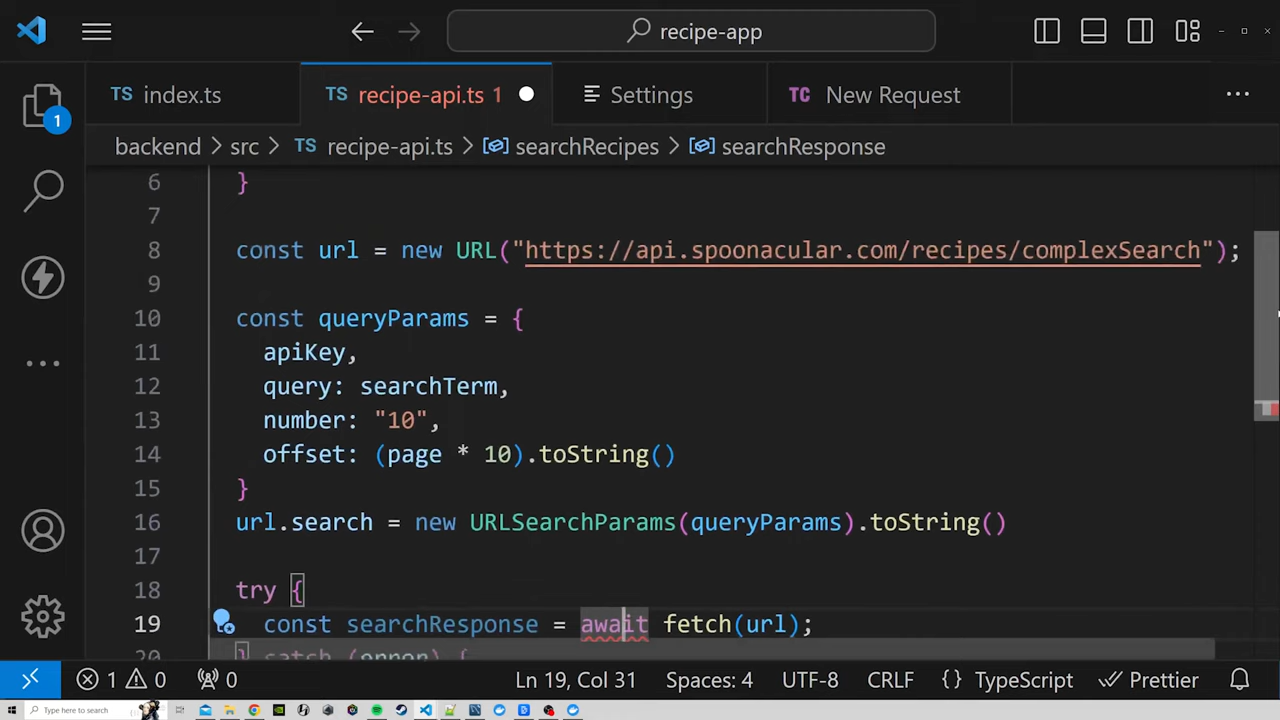 recipe-app
TS index.ts
TS recipe-api.ts 1
Settings
TC New Request
backend > src > TS recipe-api.ts > searchRecipes > searchResponse
1
6 }
7
8 const url = new URL("https://api.spoonacular.com/recipes/complexSearch");
9
10 const queryParams = {
11 apiKey,
12 query: searchTerm,
13 number: "10",
14 offset: (page * 10).toString()
15 }
16 url.search = new URLSearchParams(queryParams).toString()
17
18 try {
19 const searchResponse = await fetch(url);
20 } catch (error) {
1 0 0 Ln 19, Col 31 Spaces: 4 UTF-8 CRLF {} TypeScript Prettier
Type here to search